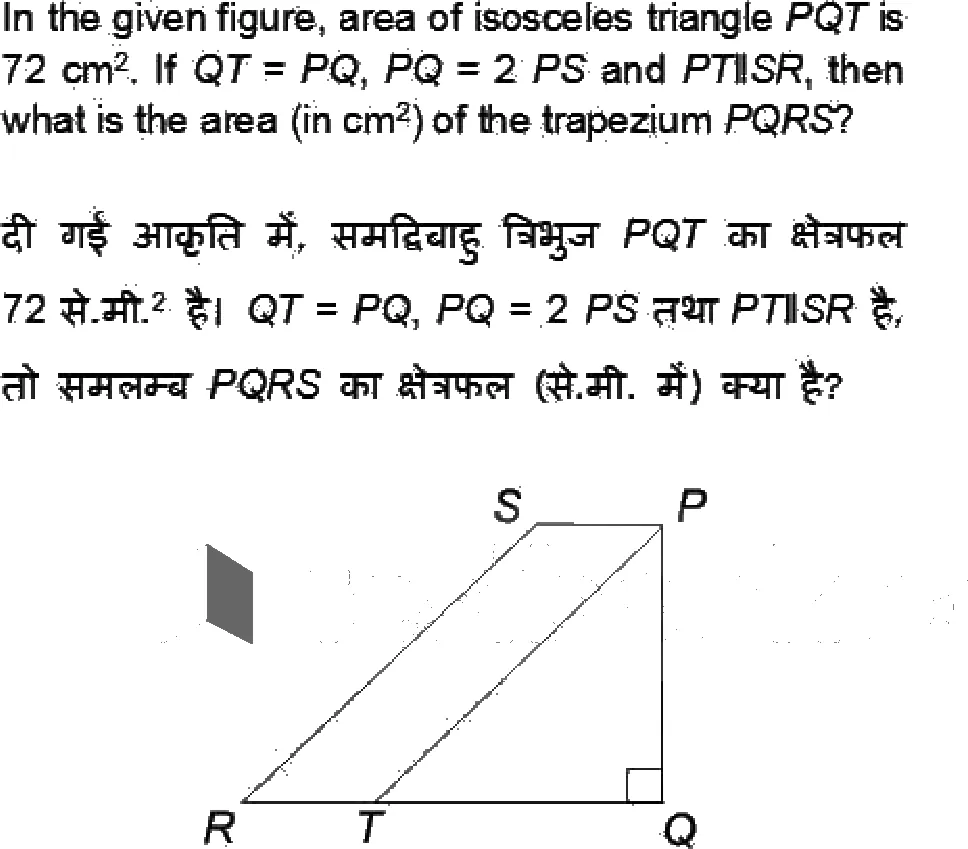 In the given figure, area of isosceles triangle PQT is
72 cm². If QT = PQ, PQ = 2 PS and PT‖SR, then
what is the area (in cm²) of the trapezium PQRS?
दी गई आकृति में, समद्विबाहु त्रिभुज PQT का क्षेत्रफल
72 से.मी.² है। QT = PQ, PQ = 2 PS तथा PT‖SR है,
तो समलम्ब PQRS का क्षेत्रफल (से.मी. में) क्या है?
S P
R T Q